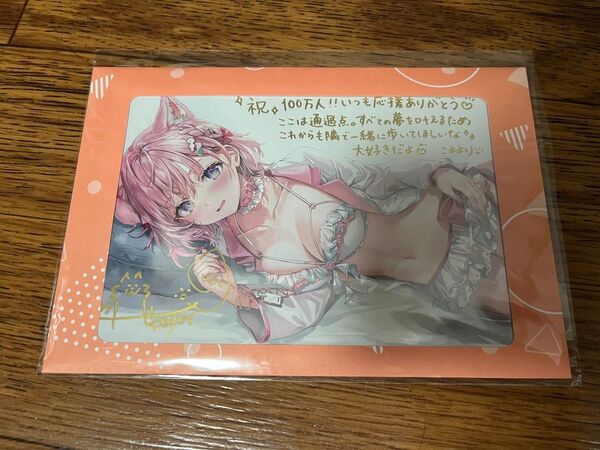 祝 100万人!!いつも応援ありがとう♡
ここは通過点。すべての夢を叶えるため
これからも隣で一緒に歩いてほしいな
大好きだよ♡ こよりり